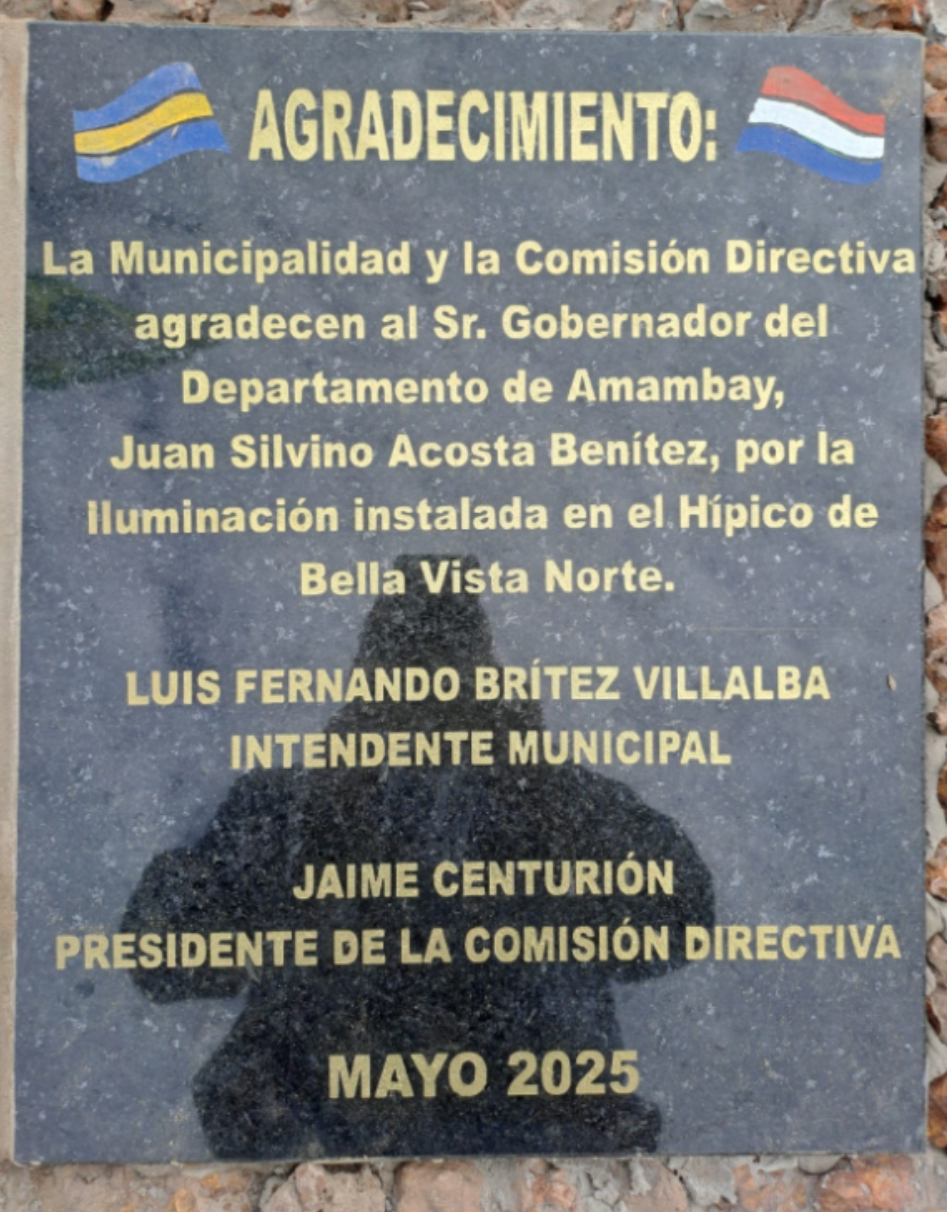 AGRADECIMIENTO:
La Municipalidad y la Comisión Directiva
agradecen al Sr. Gobernador del
Departamento de Amambay,
Juan Silvino Acosta Benítez, por la
Iluminación instalada en el Hípico de
Bella Vista Norte.
LUIS FERNANDO BRÍTEZ VILLALBA
INTENDENTE MUNICIPAL
JAIME CENTURIÓN
PRESIDENTE DE LA COMISIÓN DIRECTIVA
MAYO 2025